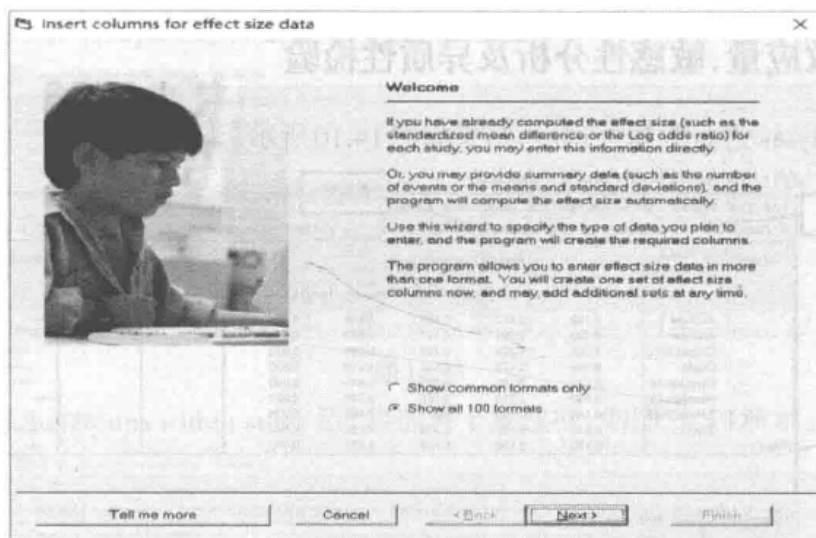 Insert columns for effect size data
Welcome
If you have already computed the effect size (such as the
standardized mean difference or the Log odds ratio) for
each study, you may enter this information directly.
Or, you may provide summary data (such as the number
of events or the means and standard deviations), and the
program will compute the effect size automatically.
Use this wizard to specify the type of data you plan to
enter, and the program will create the required columns.
The program allows you to enter effect size data in more
than one format. You will create one set of effect size
columns now, and may add additional sets at any time.
Show common formats only
Show all 100 formats
Tell me more
Cancel
< Back
Next >
Finish